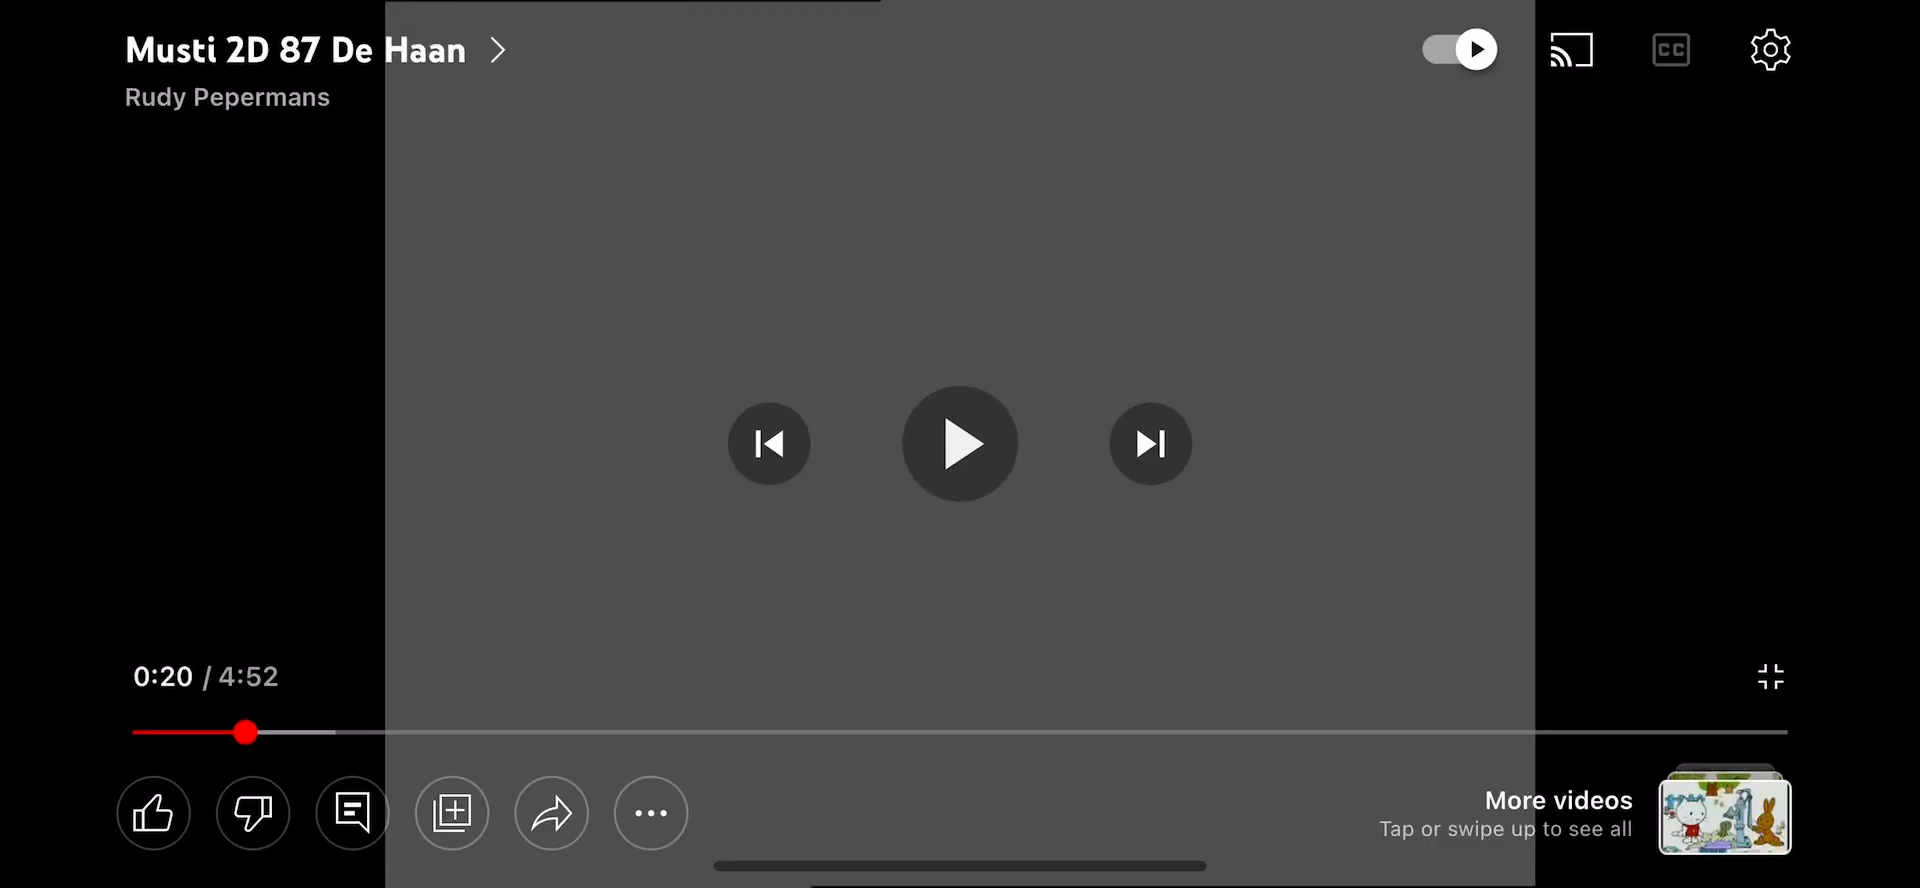 Musti 2D 87 De Haan
Rudy Pepermans
CC
0:20 / 4:52
More videos
Tap or swipe up to see all